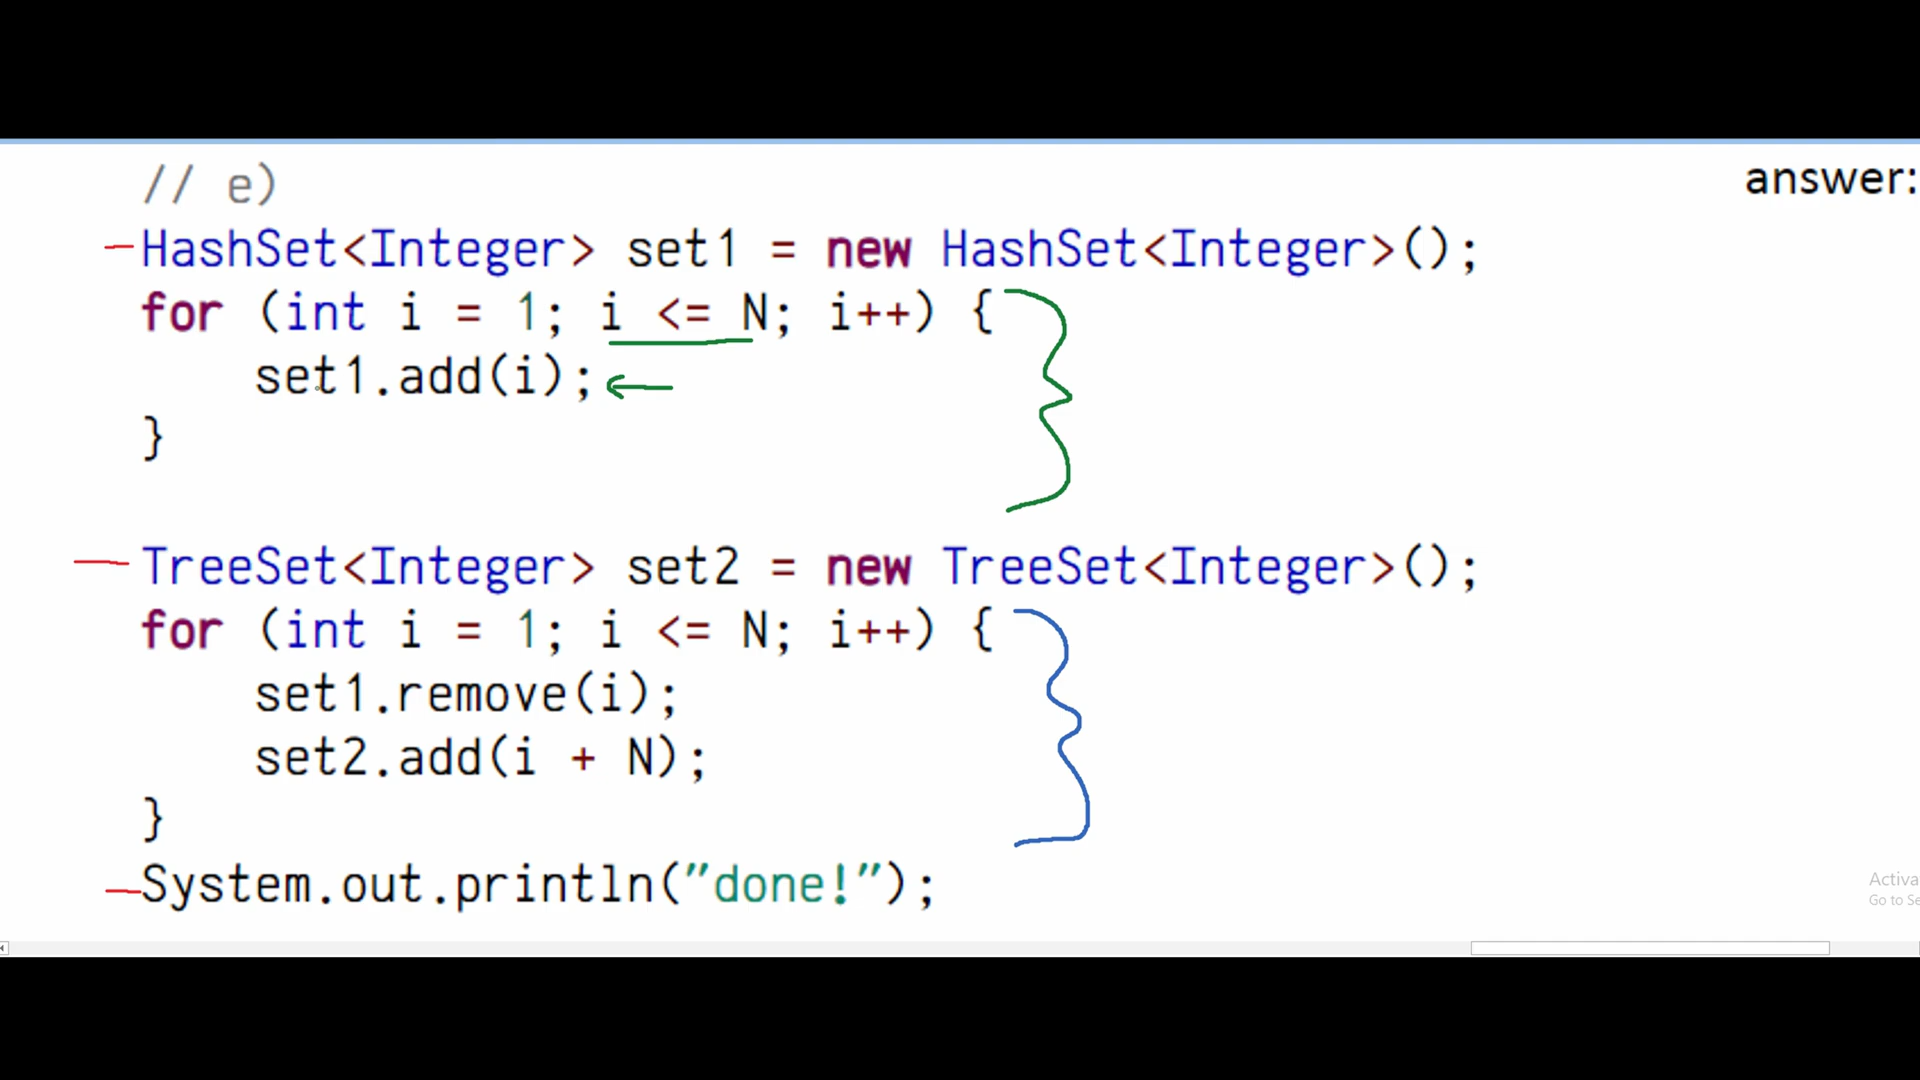 // e)
answer:
HashSet<Integer> set1 = new HashSet<Integer>();
for (int i = 1; i <= N; i++) {
    set1.add(i);
}
TreeSet<Integer> set2 = new TreeSet<Integer>();
for (int i = 1; i <= N; i++) {
    set1.remove(i);
    set2.add(i + N);
}
System.out.println("done!");
Activa
Go to Se